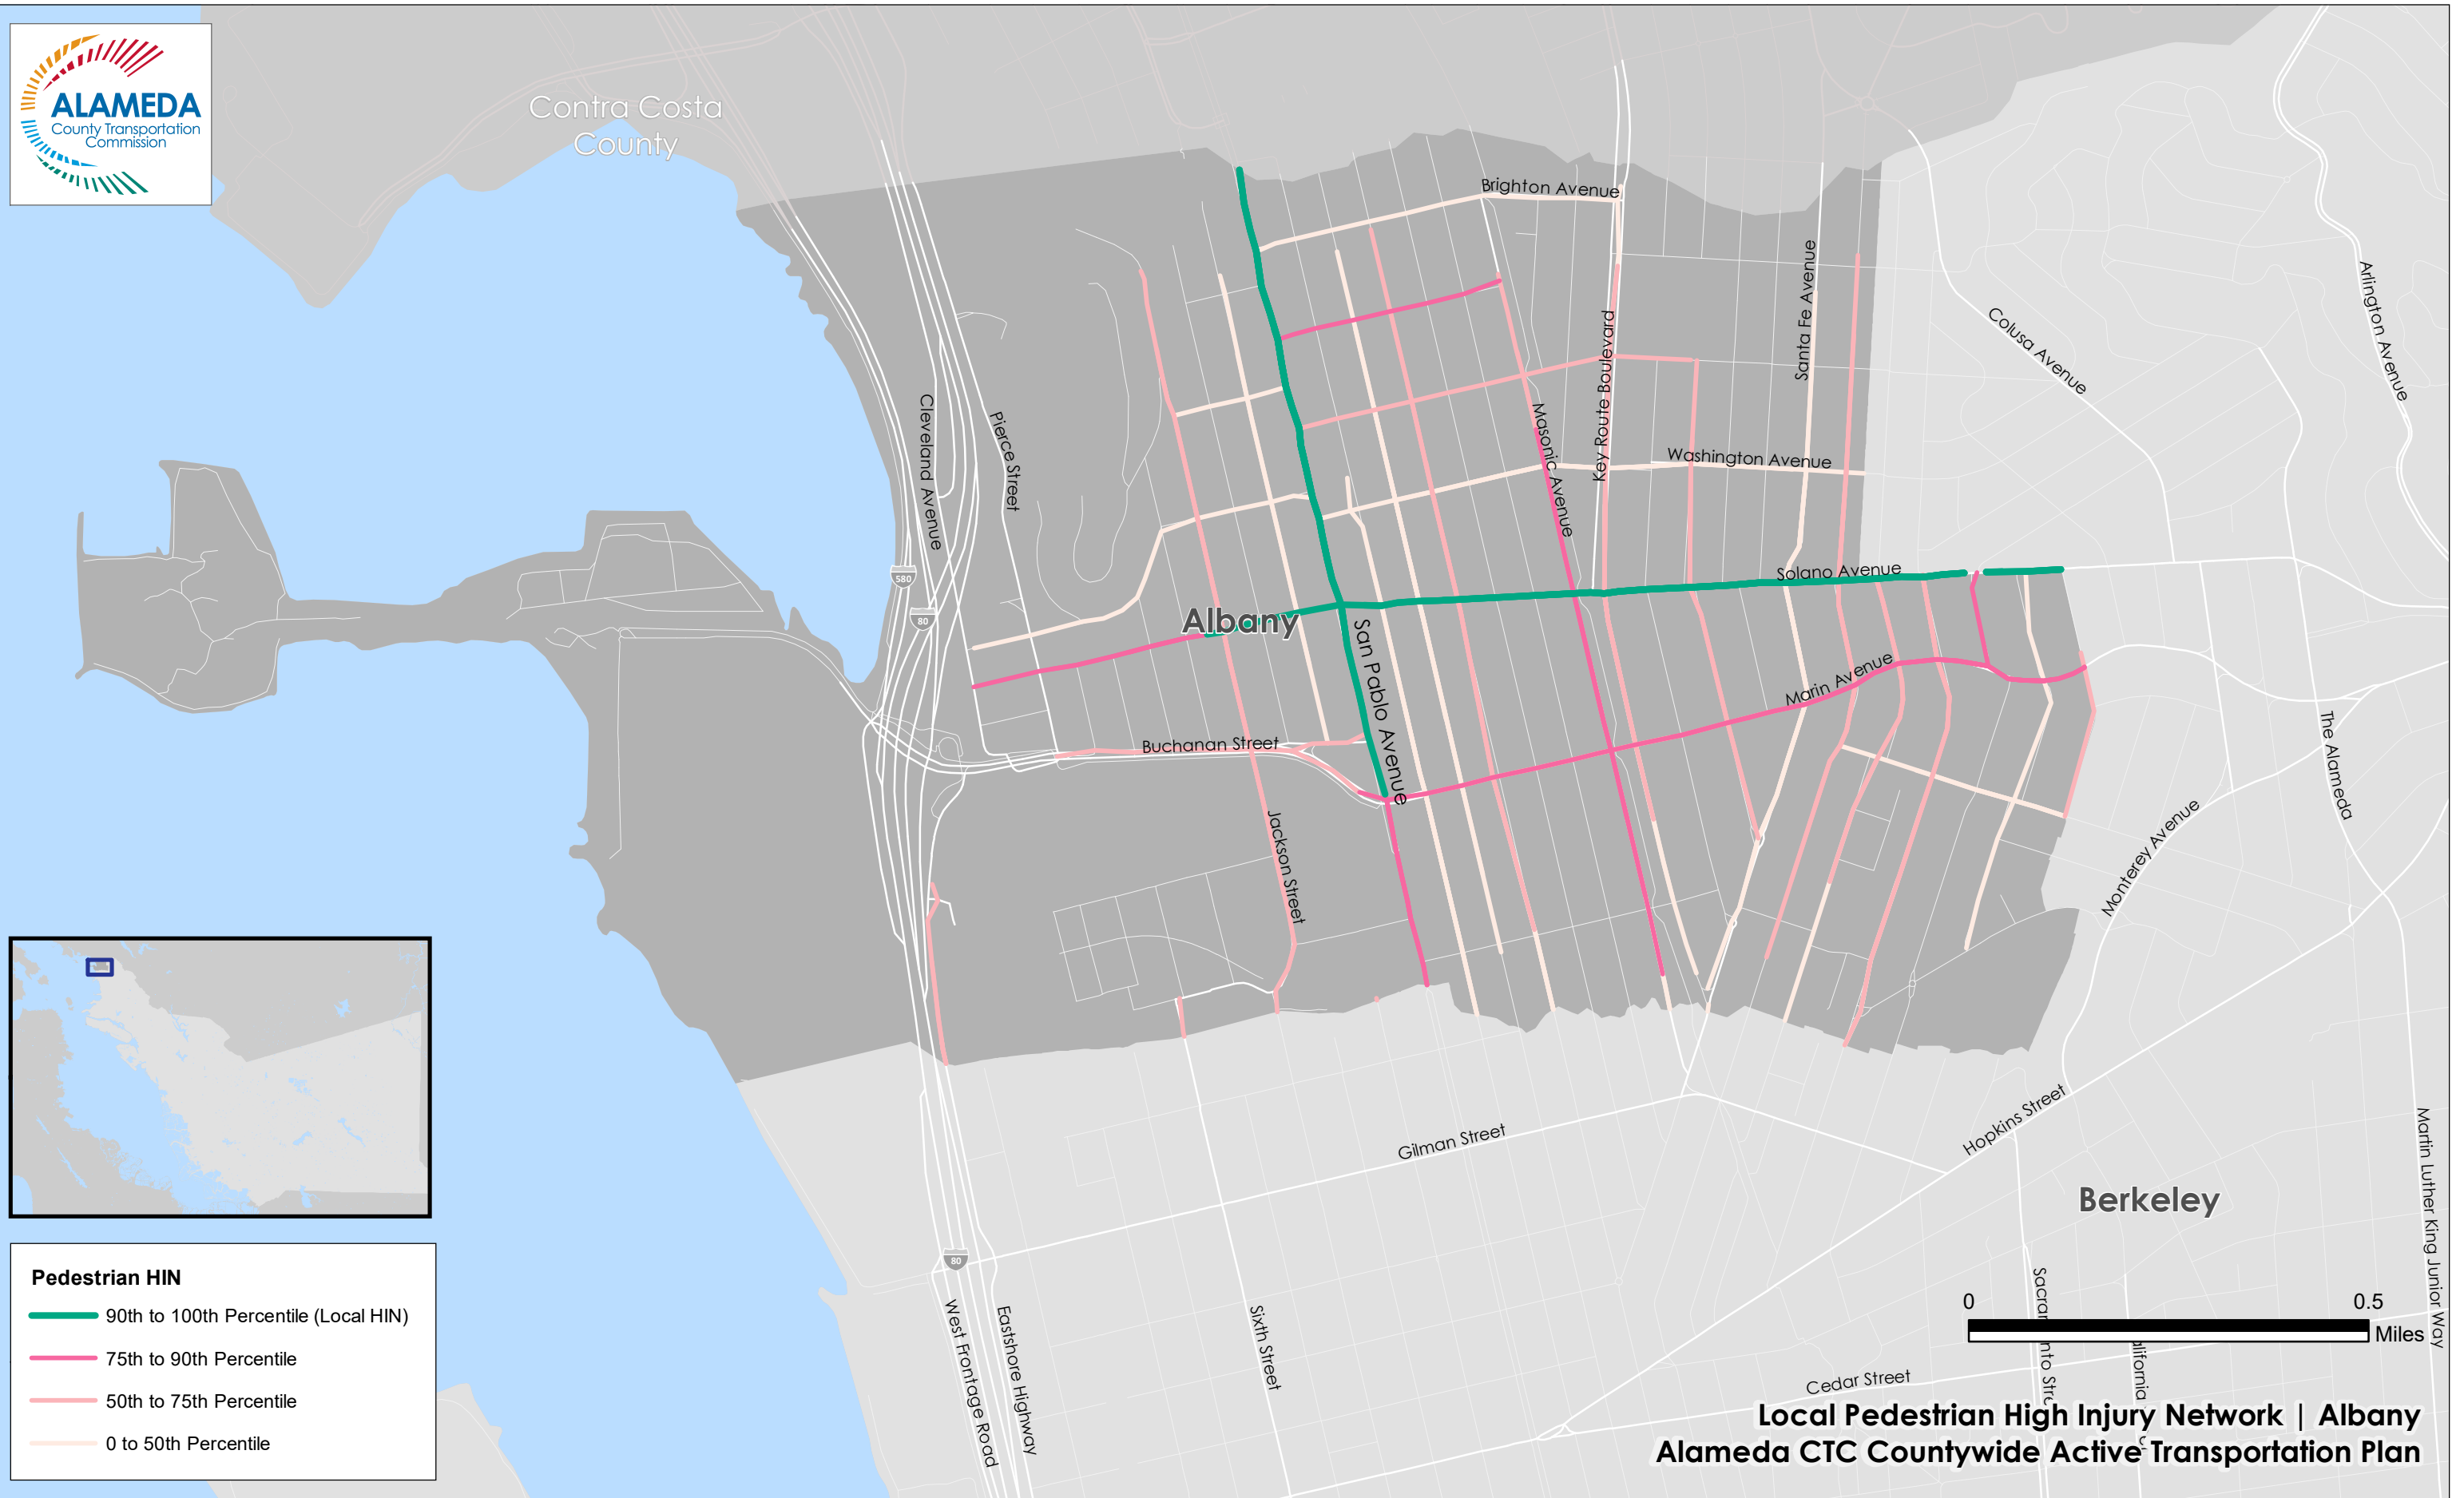 ALAMEDA
County Transportation
Commission
Contra Costa
County
Brighton Avenue
Santa Fe Avenue
Colusa Avenue
Arlington Avenue
Key Route Boulevard
Masonic Avenue
Washington Avenue
Cleveland Avenue
Pierce Street
580
80
Solano Avenue
Albany
San Pablo Avenue
Marin Avenue
Buchanan Street
Jackson Street
The Alameda
Monterey Avenue
Hopkins Street
Gilman Street
Berkeley
Martin Luther King Junior Way
80
West Frontage Road
Eastshore Highway
Sixth Street
Cedar Street
Pedestrian HIN
90th to 100th Percentile (Local HIN)
75th to 90th Percentile
50th to 75th Percentile
0 to 50th Percentile
0 0.5
Miles
Local Pedestrian High Injury Network | Albany
Alameda CTC Countywide Active Transportation Plan